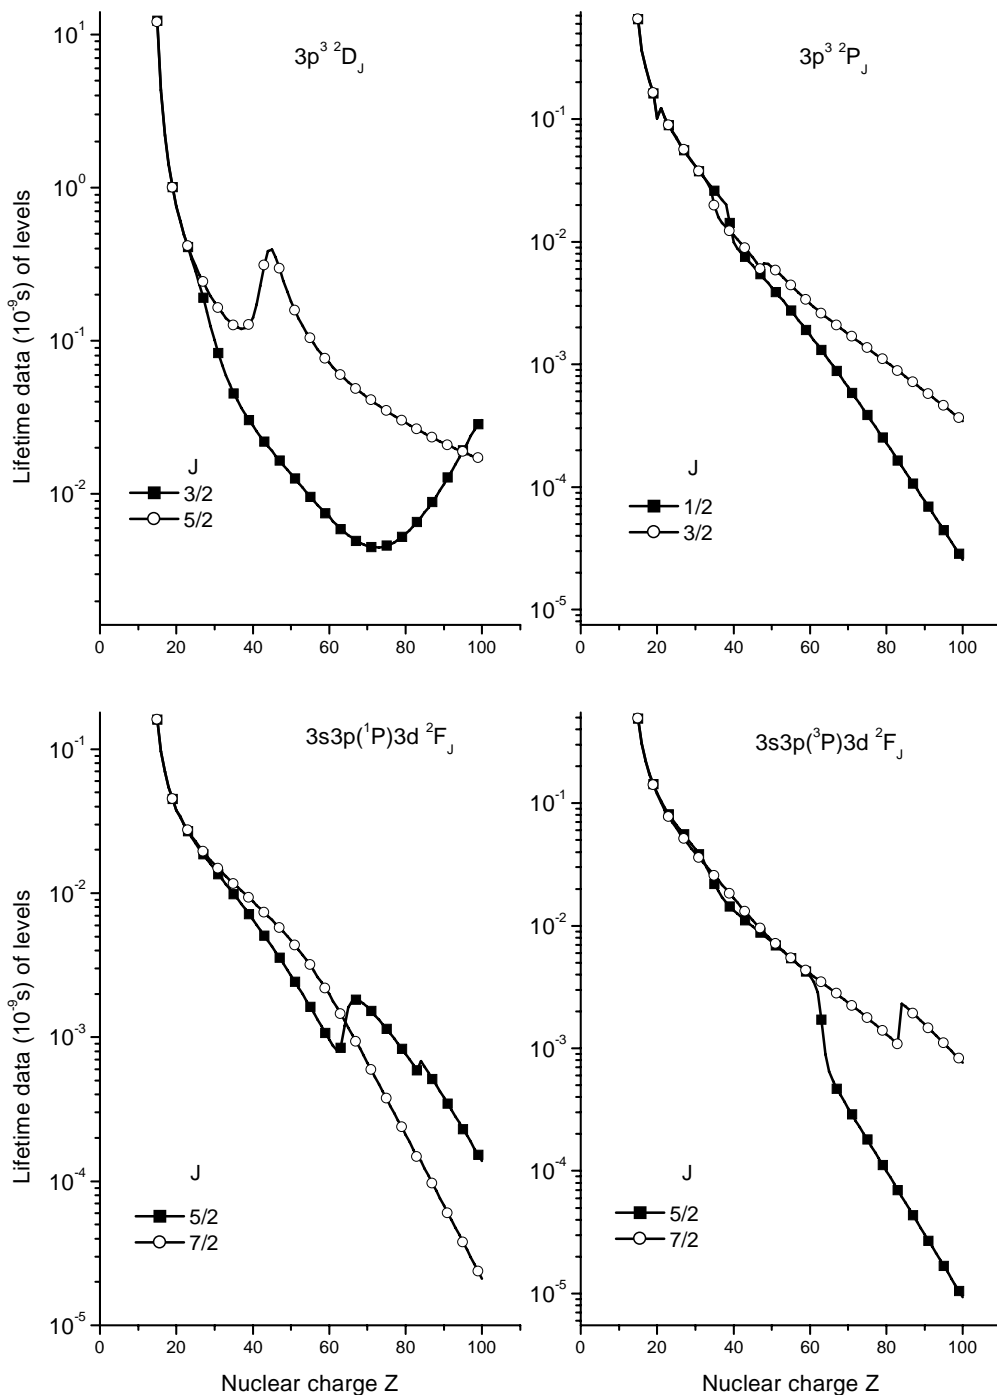 3p³ ²D_J
10¹
10⁰
10⁻¹
10⁻²
Lifetime data (10⁻⁹s) of levels
J
3/2
5/2
0 20 40 60 80 100
3p³ ²P_J
10⁻¹
10⁻²
10⁻³
10⁻⁴
10⁻⁵
J
1/2
3/2
0 20 40 60 80 100
3s3p(¹P)3d ²F_J
10⁻¹
10⁻²
10⁻³
10⁻⁴
10⁻⁵
Lifetime data (10⁻⁹s) of levels
J
5/2
7/2
0 20 40 60 80 100
Nuclear charge Z
3s3p(³P)3d ²F_J
10⁻¹
10⁻²
10⁻³
10⁻⁴
10⁻⁵
J
5/2
7/2
0 20 40 60 80 100
Nuclear charge Z